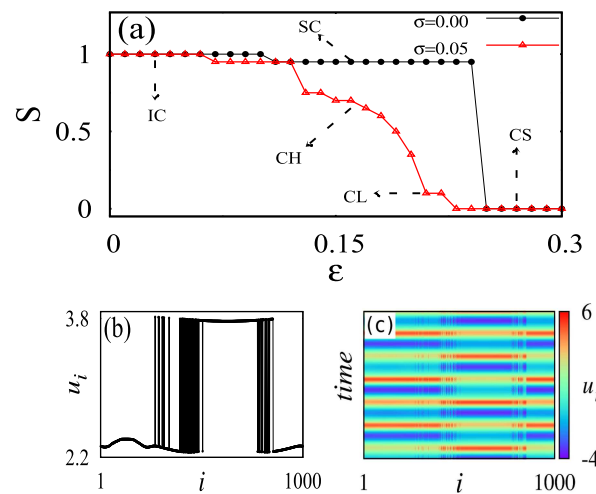 (a)
SC
σ=0.00
σ=0.05
1
0.5
0
S
IC
CH
CL
CS
0
0.15
0.3
ε
3.8
(b)
u_i
2.2
1
i
1000
(c)
time
1
i
1000
6
u
-4